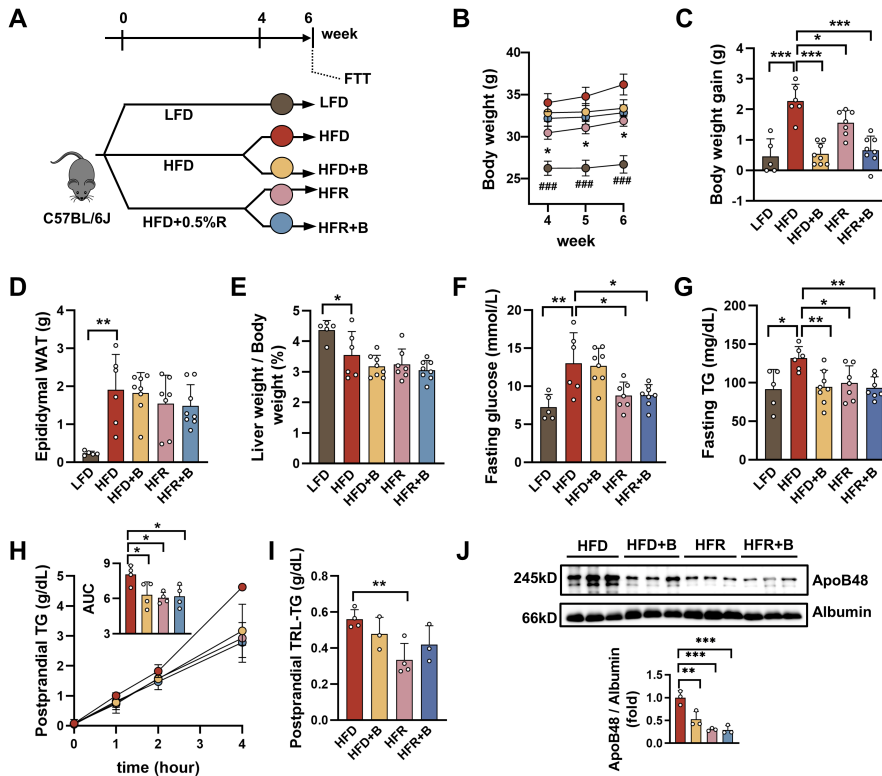 A
0
4
6
week
FTT
LFD
LFD
HFD
HFD
HFD+B
HFR
HFD+0.5%R
HFR+B
C57BL/6J
B
Body weight (g)
40
35
30
25
*
*
*
###
###
###
4
5
6
week
C
Body weight gain (g)
4
3
2
1
0
-1
***
*
***
***
LFD
HFD
HFD+B
HFR
HFR+B
D
Epididymal WAT (g)
4
3
2
1
0
**
LFD
HFD
HFD+B
HFR
HFR+B
E
Liver weight / Body
weight (%)
5
4
3
2
1
0
*
LFD
HFD
HFD+B
HFR
HFR+B
F
Fasting glucose (mmol/L)
20
15
10
5
0
*
**
*
LFD
HFD
HFD+B
HFR
HFR+B
G
Fasting TG (mg/dL)
200
150
100
50
0
**
*
*
**
LFD
HFD
HFD+B
HFR
HFR+B
H
Postprandial TG (g/dL)
5
4
3
2
1
0
0
1
2
3
4
time (hour)
AUC
9
6
3
*
*
*
I
Postprandial TRL-TG (g/dL)
0.8
0.6
0.4
0.2
0.0
**
HFD
HFD+B
HFR
HFR+B
J
HFD HFD+B HFR HFR+B
245kD ApoB48
66kD Albumin
ApoB48 / Albumin
(fold)
1.5
1.0
0.5
0.0
***
***
**